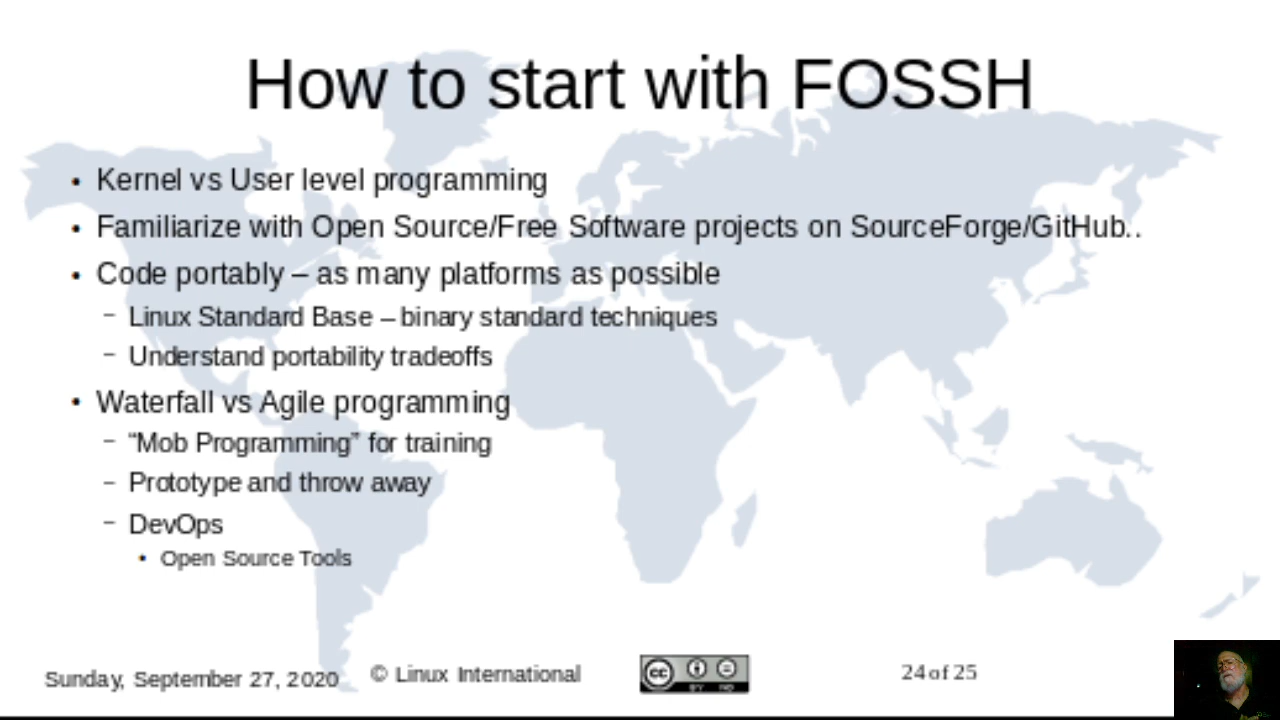 How to start with FOSSH
• Kernel vs User level programming
• Familiarize with Open Source/Free Software projects on SourceForge/GitHub..
• Code portably – as many platforms as possible
– Linux Standard Base – binary standard techniques
– Understand portability tradeoffs
• Waterfall vs Agile programming
– “Mob Programming” for training
– Prototype and throw away
– DevOps
• Open Source Tools
Sunday, September 27, 2020 © Linux International cc BY ND 24 of 25